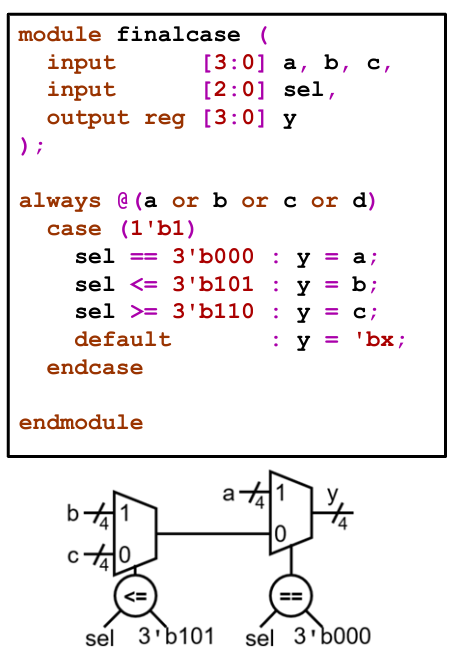 module finalcase (
  input      [3:0] a, b, c,
  input      [2:0] sel,
  output reg [3:0] y
);

always @(a or b or c or d)
  case (1'b1)
    sel == 3'b000 : y = a;
    sel <= 3'b101 : y = b;
    sel >= 3'b110 : y = c;
    default       : y = 'bx;
  endcase

endmodule
a 4 1 y 4
b 4 1
0
c 4 0
<= ==
sel 3'b101 sel 3'b000